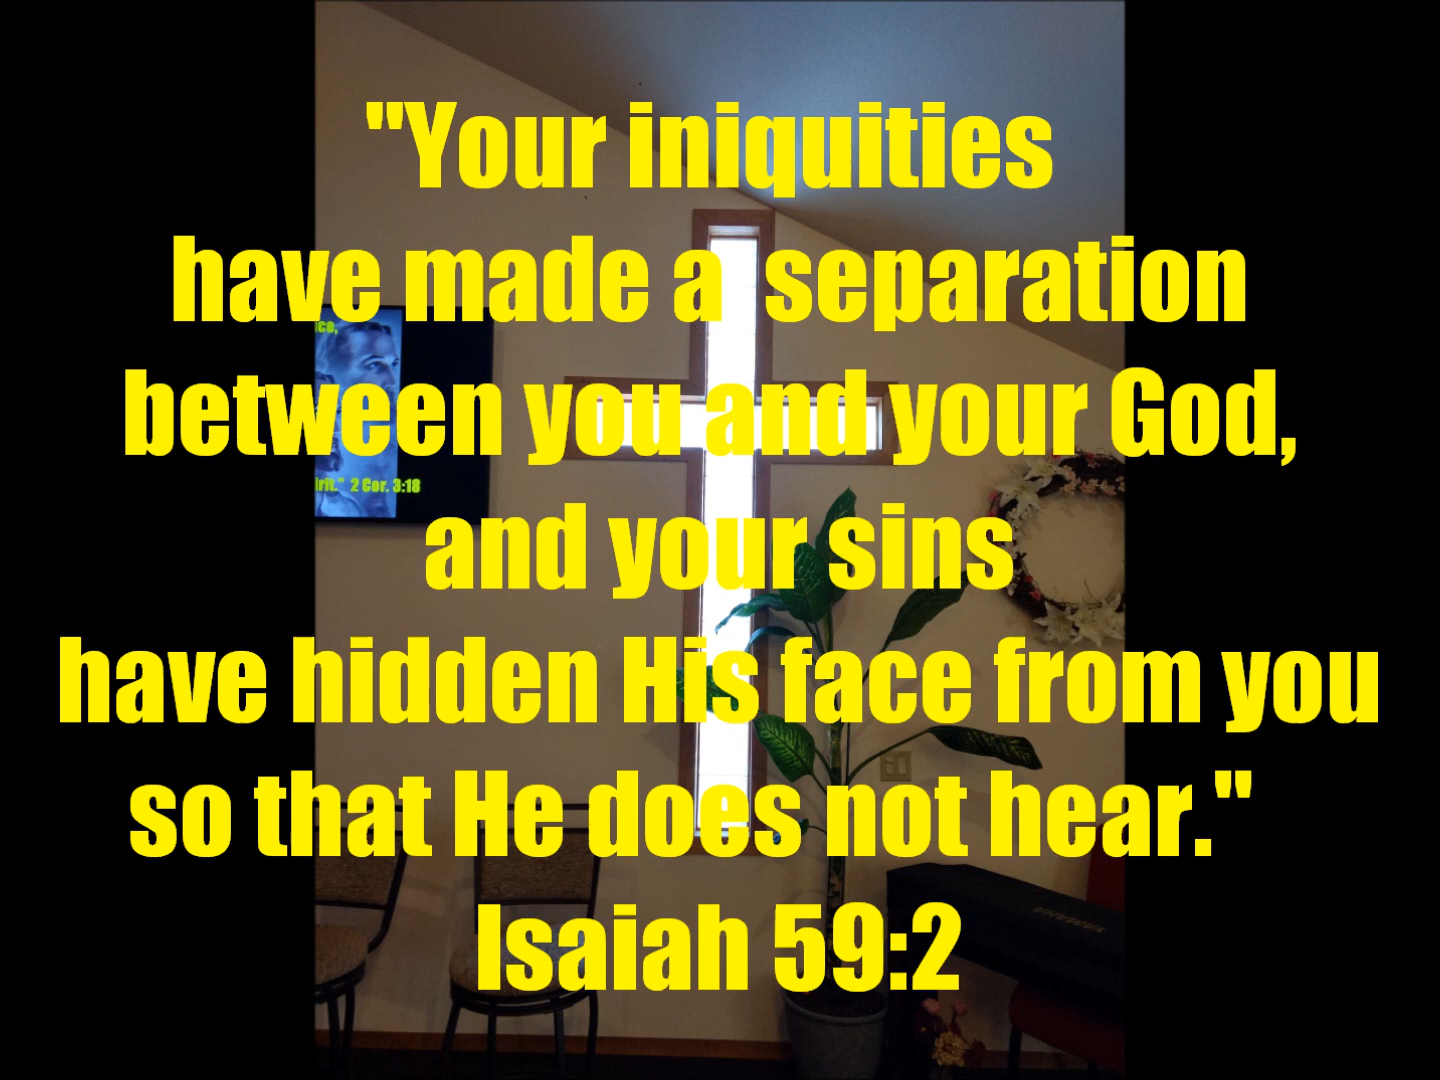 "Your iniquities
have made a  separation
between you and your God,
and your sins
have hidden His face from you
so that He does not hear."
Isaiah 59:2
2 Cor. 3:18
YAMAHA